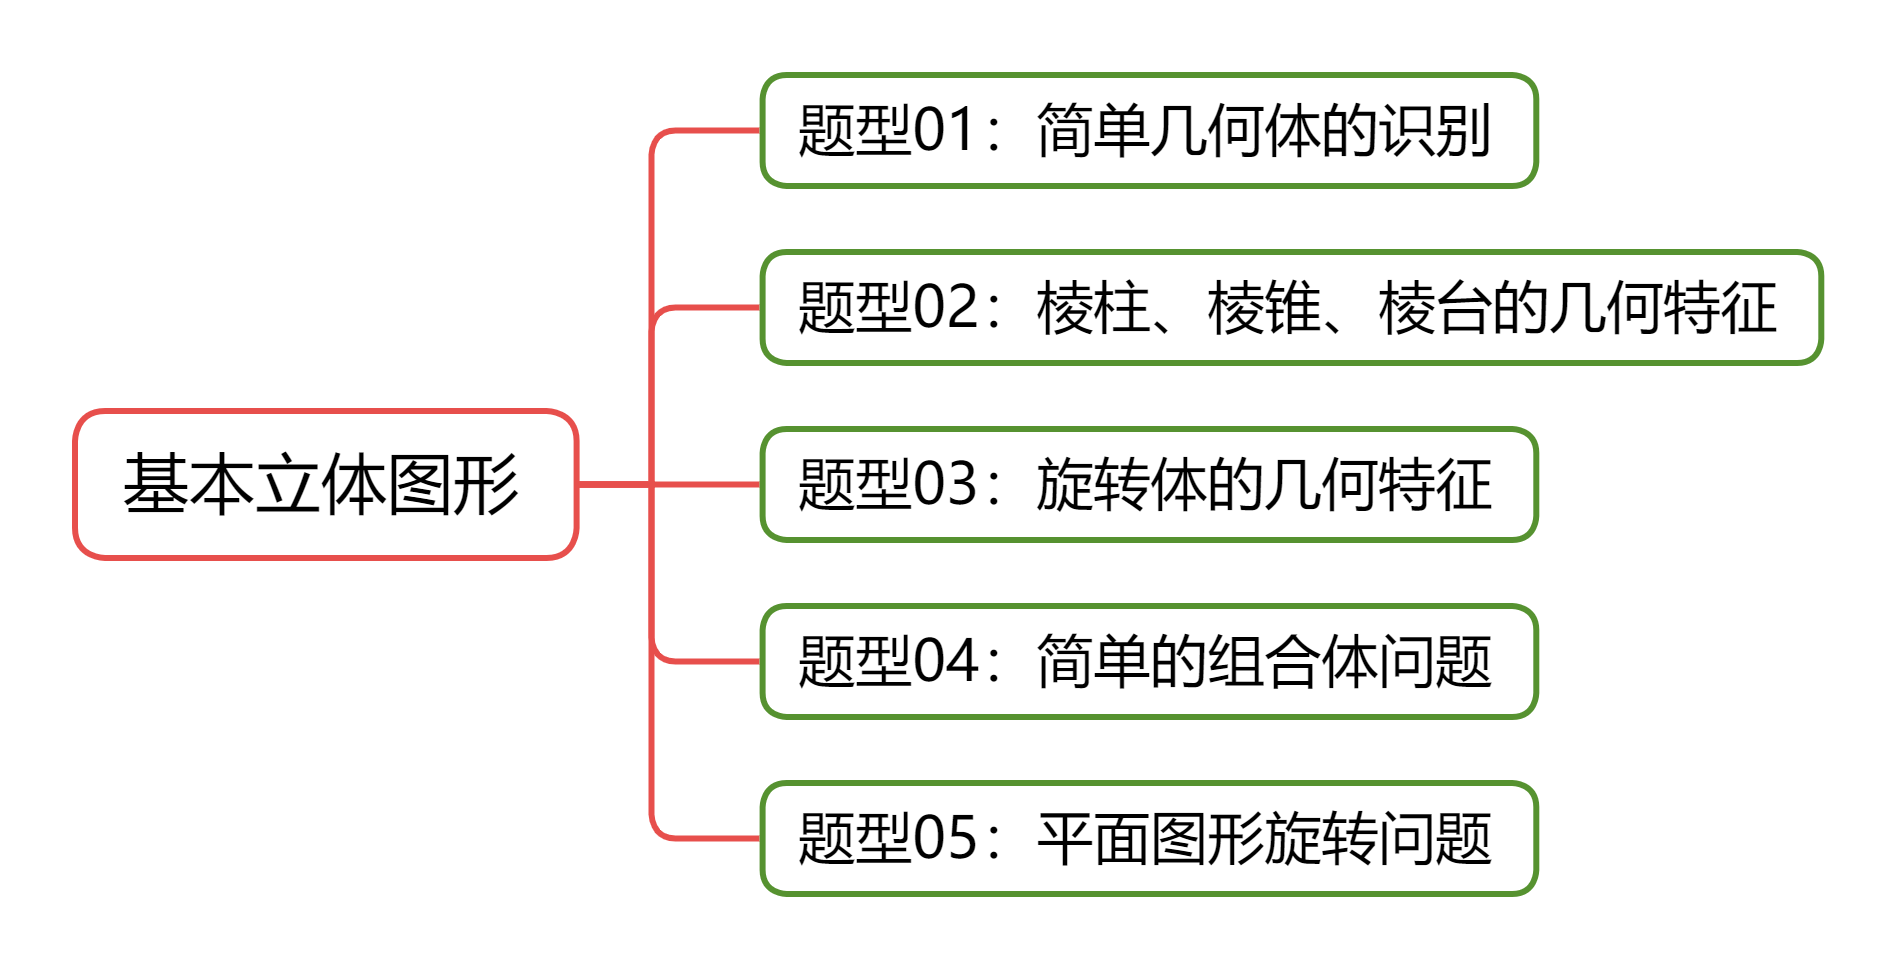 基本立体图形
题型01：简单几何体的识别
题型02：棱柱、棱锥、棱台的几何特征
题型03：旋转体的几何特征
题型04：简单的组合体问题
题型05：平面图形旋转问题